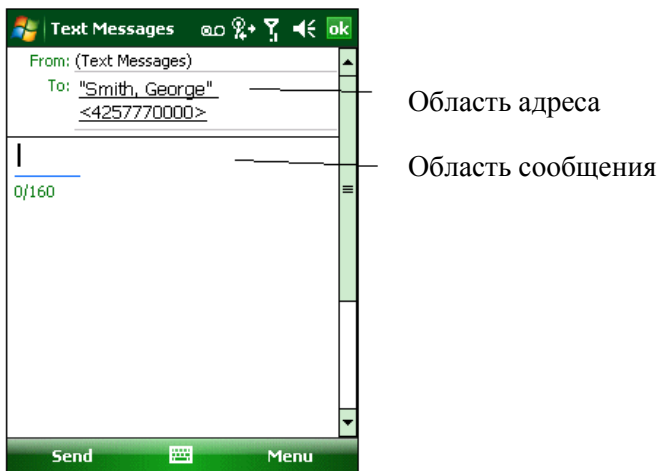 Text Messages ok
From: (Text Messages)
To: "Smith, George"
<4257770000>
Область адреса
Область сообщения
0/160
Send Menu